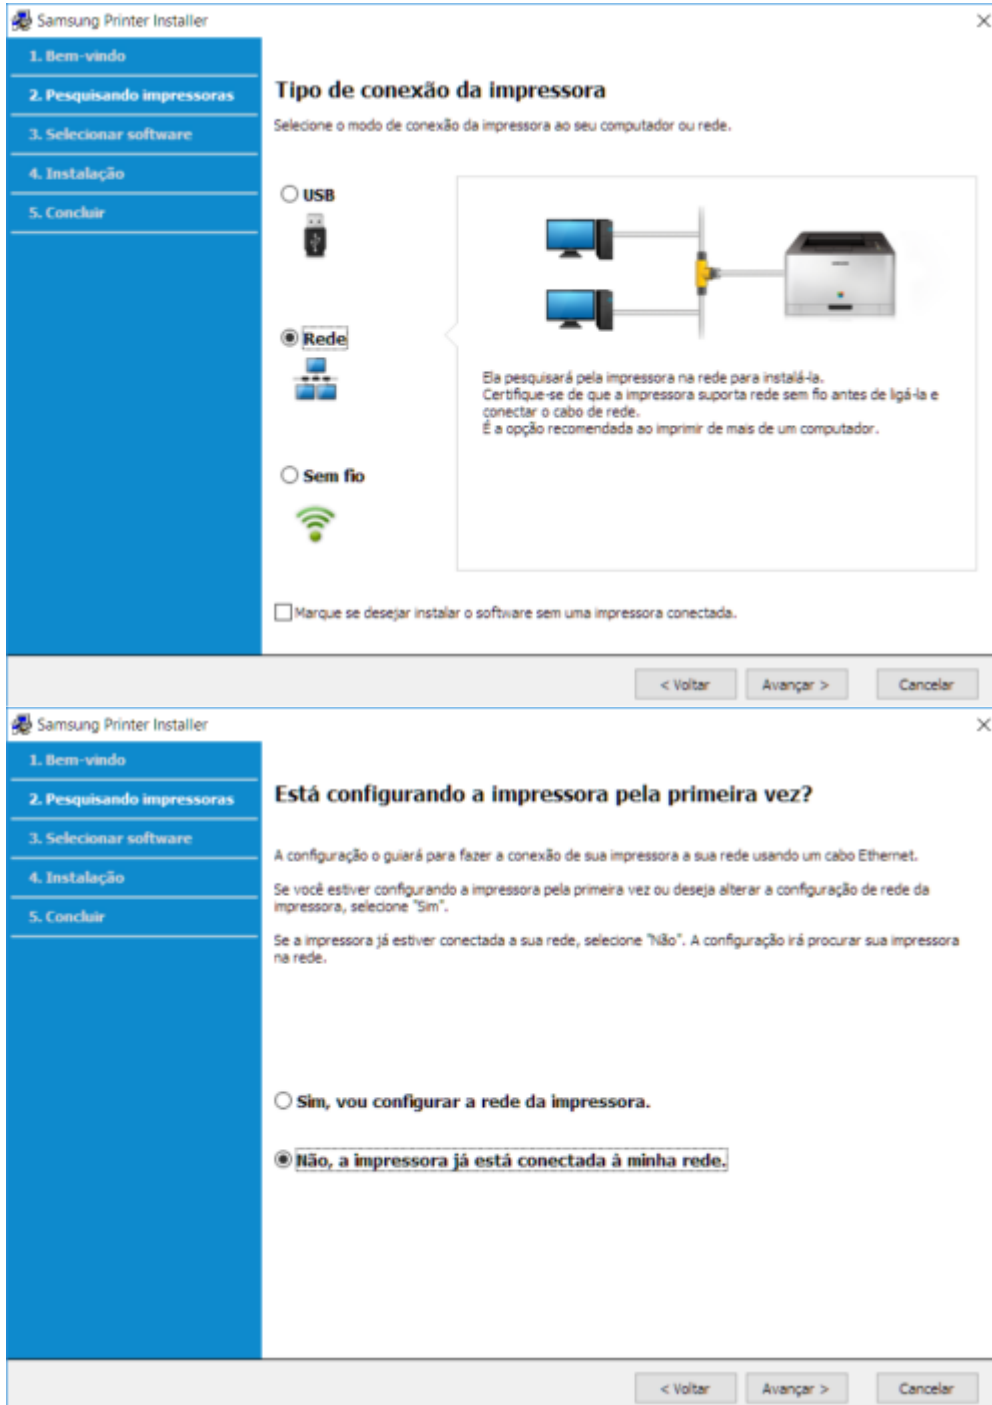 Samsung Printer Installer
1. Bem-vindo
2. Pesquisando impressoras
3. Selecionar software
4. Instalação
5. Concluir
Tipo de conexão da impressora
Selecione o modo de conexão da impressora ao seu computador ou rede.
USB
Rede
Sem fio
Ela pesquisará pela impressora na rede para instalá-la.
Certifique-se de que a impressora suporta rede sem fio antes de ligá-la e
conectar o cabo de rede.
É a opção recomendada ao imprimir de mais de um computador.
Marque se desejar instalar o software sem uma impressora conectada.
< Voltar
Avançar >
Cancelar
Samsung Printer Installer
1. Bem-vindo
2. Pesquisando impressoras
3. Selecionar software
4. Instalação
5. Concluir
Está configurando a impressora pela primeira vez?
A configuração o guiará para fazer a conexão de sua impressora a sua rede usando um cabo Ethernet.
Se você estiver configurando a impressora pela primeira vez ou deseja alterar a configuração de rede da
impressora, selecione "Sim".
Se a impressora já estiver conectada a sua rede, selecione "Não". A configuração irá procurar sua impressora
na rede.
Sim, vou configurar a rede da impressora.
Não, a impressora já está conectada à minha rede.
< Voltar
Avançar >
Cancelar